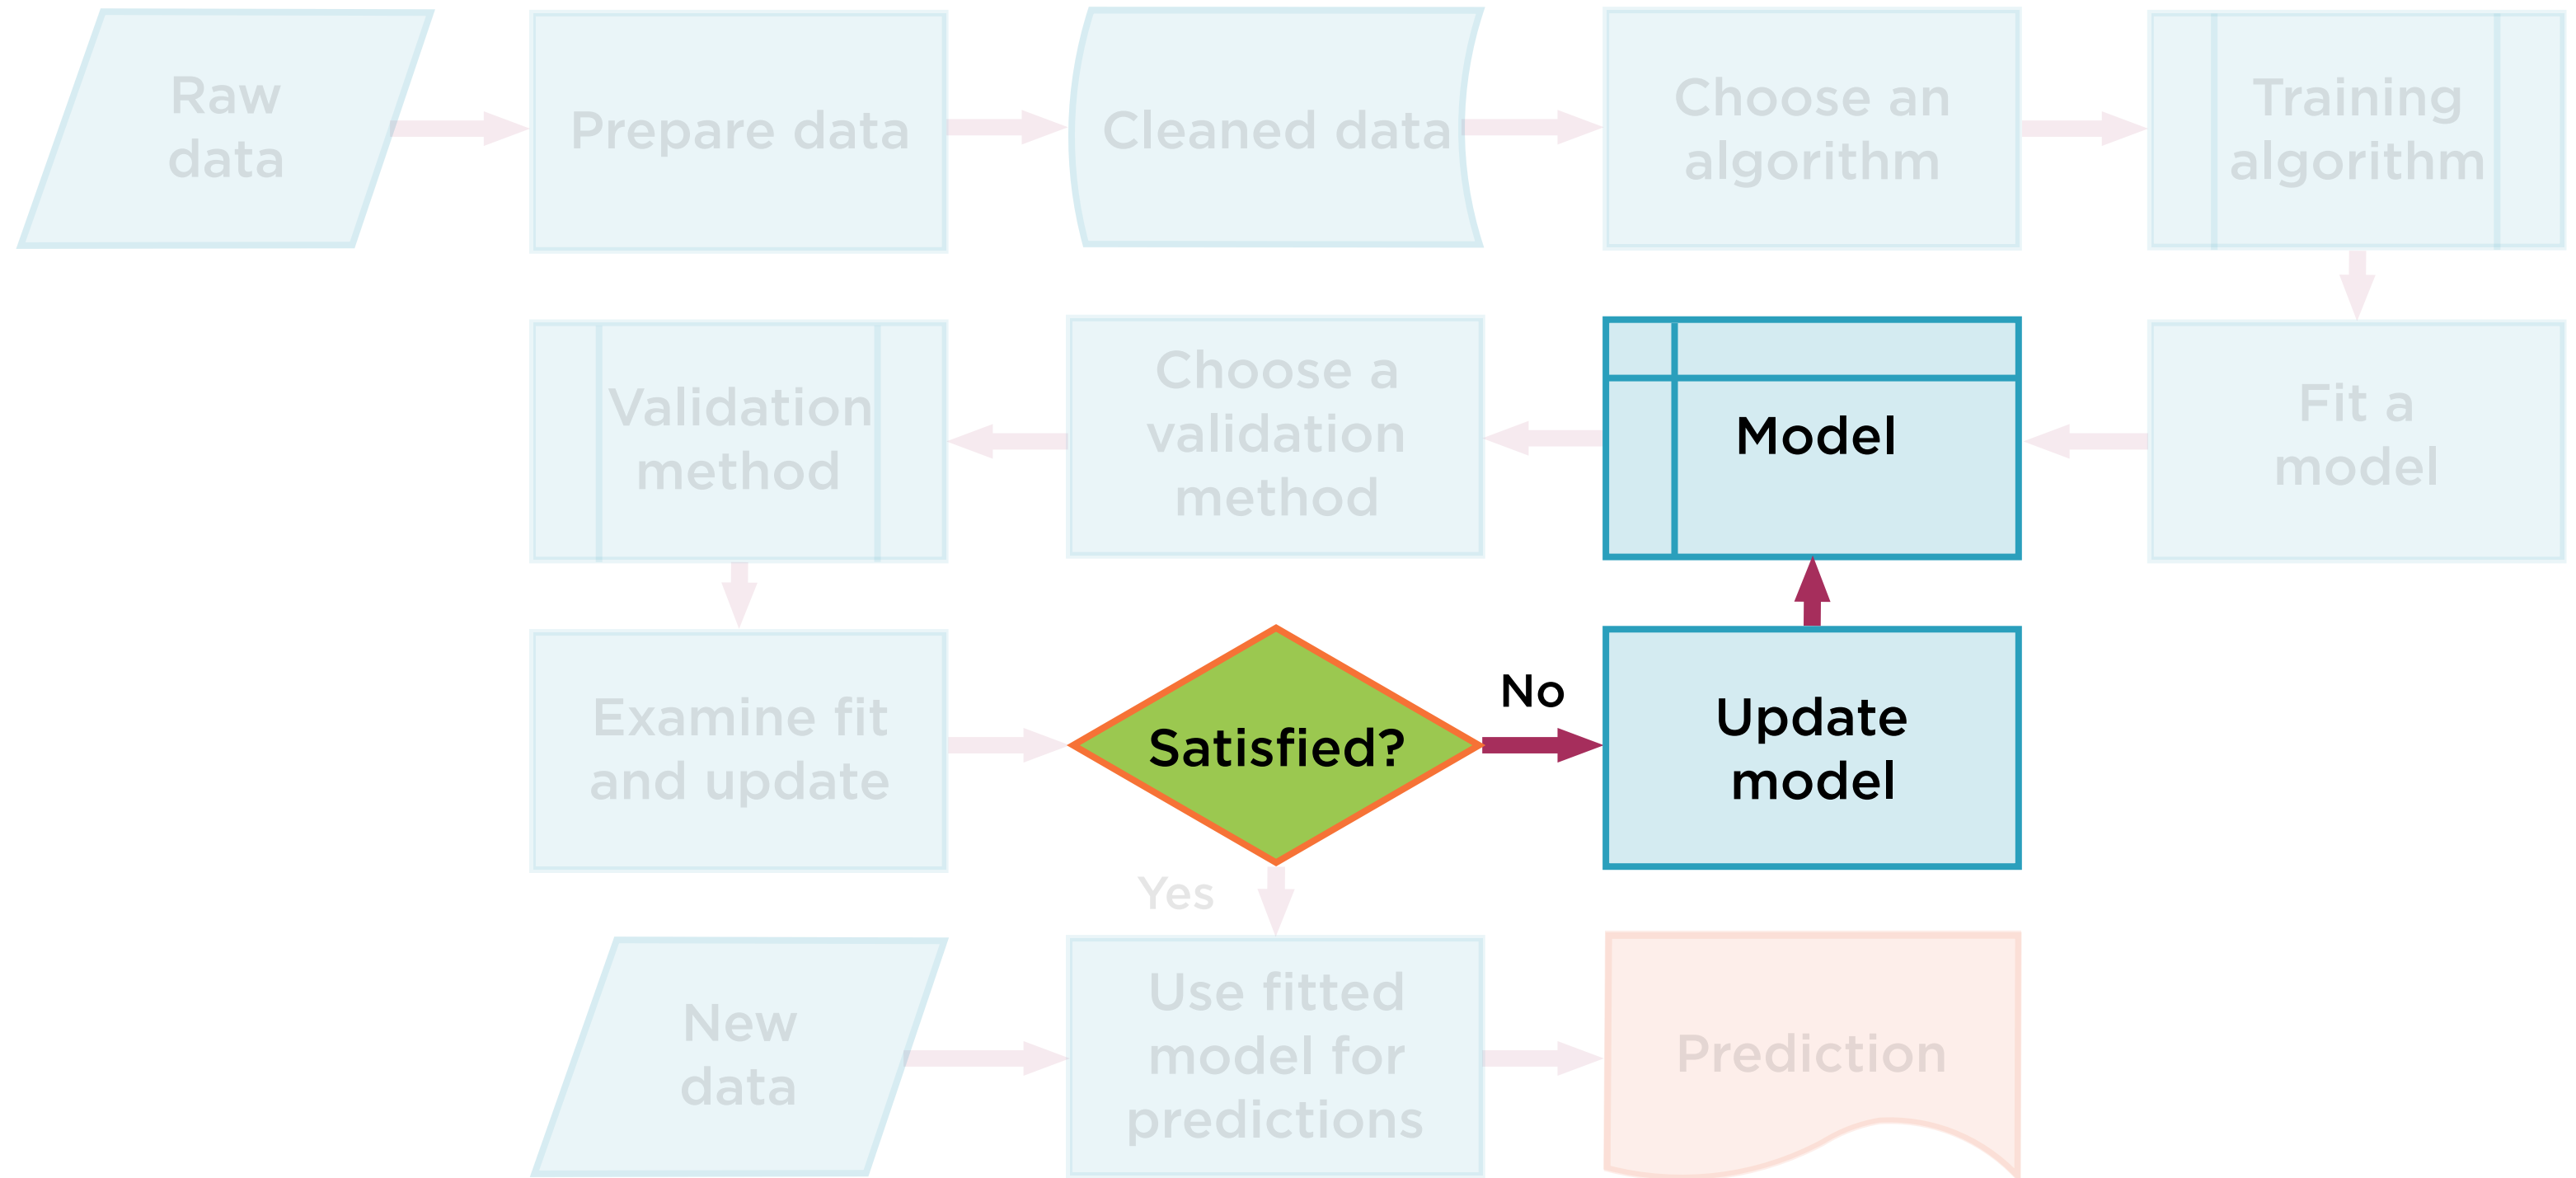 Raw
data
Prepare data
Cleaned data
Choose an
algorithm
Training
algorithm
Validation
method
Choose a
validation
method
Model
Fit a
model
Examine fit
and update
Satisfied?
No
Update
model
Yes
New
data
Use fitted
model for
predictions
Prediction